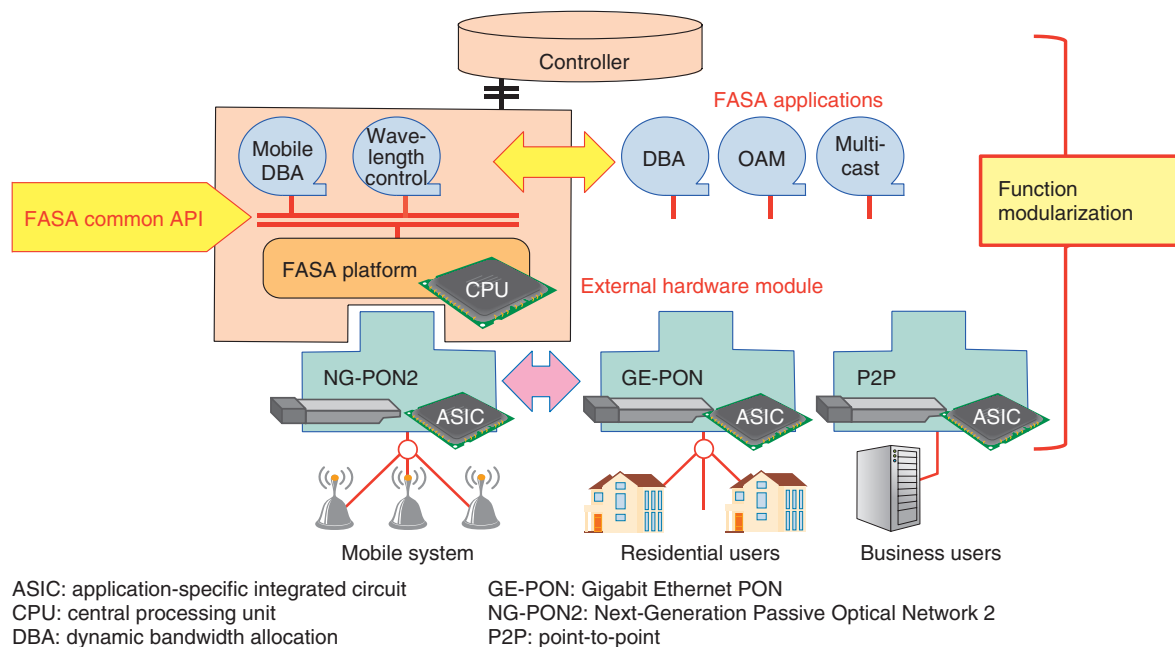 Controller
FASA applications
Mobile
DBA
Wave-
length
control
DBA
OAM
Multi-
cast
Function
modularization
FASA common API
FASA platform
CPU
External hardware module
NG-PON2
GE-PON
P2P
ASIC
ASIC
ASIC
Mobile system
Residential users
Business users
ASIC: application-specific integrated circuit
CPU: central processing unit
DBA: dynamic bandwidth allocation
GE-PON: Gigabit Ethernet PON
NG-PON2: Next-Generation Passive Optical Network 2
P2P: point-to-point